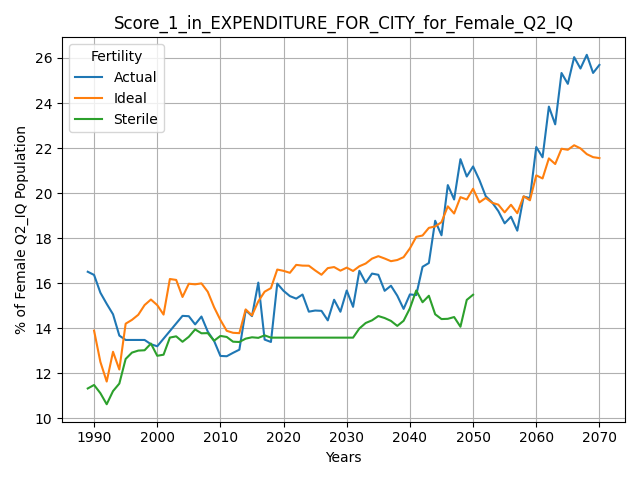 Score_1_in_EXPENDITURE_FOR_CITY_for_Female_Q2_IQ
Fertility
Actual
Ideal
Sterile
% of Female Q2_IQ Population
26
24
22
20
18
16
14
12
10
1990 2000 2010 2020 2030 2040 2050 2060 2070
Years